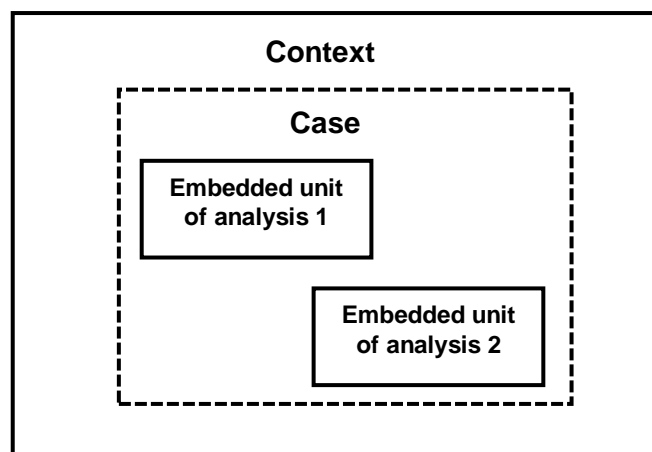 Context
Case
Embedded unit
of analysis 1
Embedded unit
of analysis 2